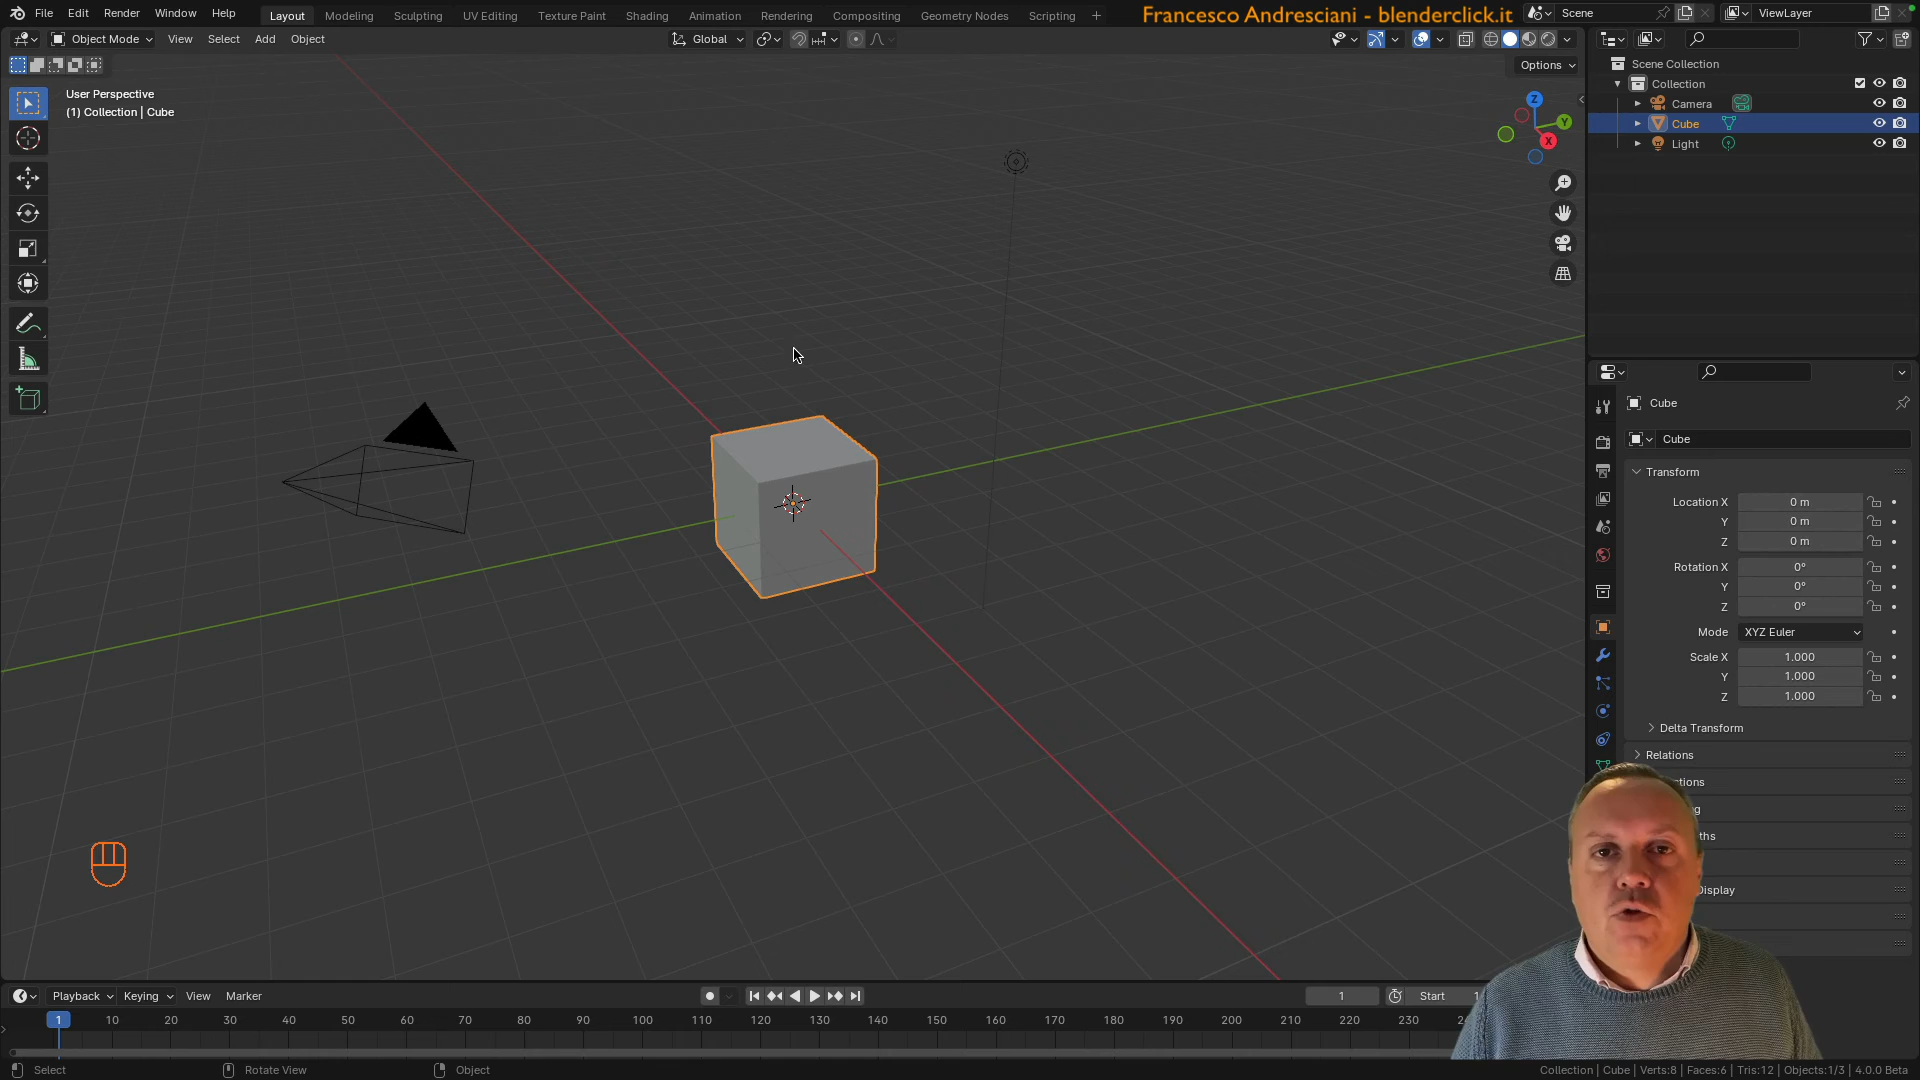 File Edit Render Window Help Layout Modeling Sculpting UV Editing Texture Paint Shading Animation Rendering Compositing Geometry Nodes Scripting + Francesco Andresciani - blenderclick.it Scene ViewLayer
Object Mode View Select Add Object Global
Options
User Perspective
(1) Collection | Cube
Z
Y
X
Scene Collection
Collection
Camera
Cube
Light
Cube
Cube
Transform
Location X 0 m
Y 0 m
Z 0 m
Rotation X 0°
Y 0°
Z 0°
Mode XYZ Euler
Scale X 1.000
Y 1.000
Z 1.000
Delta Transform
Relations
ctions
g
ths
Display
Playback Keying View Marker 1 Start 1
1 10 20 30 40 50 60 70 80 90 100 110 120 130 140 150 160 170 180 190 200 210 220 230
Select Rotate View Object Collection | Cube | Verts:8 | Faces:6 | Tris:12 | Objects:1/3 | 4.0.0 Beta